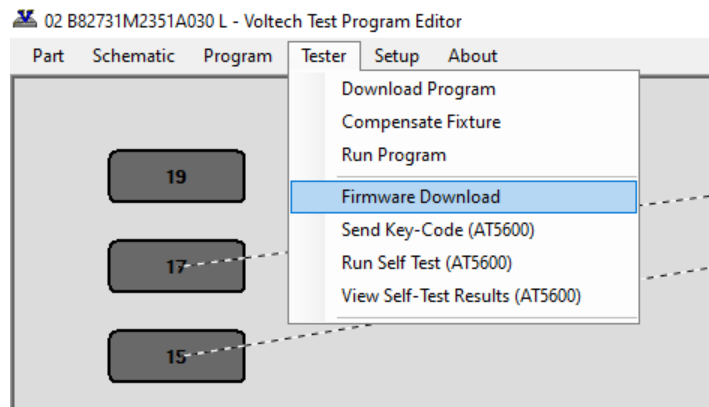 02 B82731M2351A030 L - Voltech Test Program Editor
Part Schematic Program Tester Setup About
Download Program
Compensate Fixture
Run Program
Firmware Download
Send Key-Code (AT5600)
Run Self Test (AT5600)
View Self-Test Results (AT5600)
19
17
15